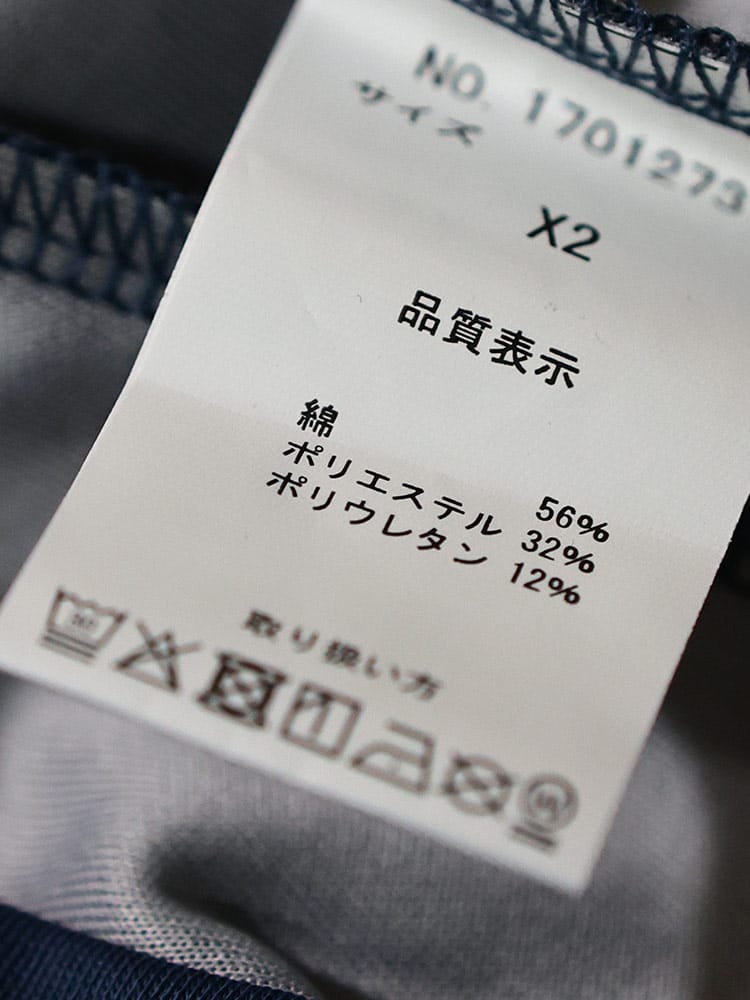 NO. 1701273
サイズ
X2
品質表示
綿 56%
ポリエステル 32%
ポリウレタン 12%
取り扱い方